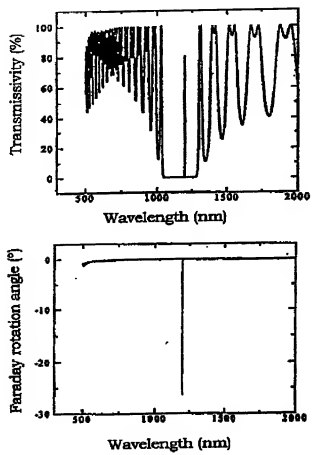 Transmissivity (%)
100
80
60
40
20
0
500 1000 1500 2000
Wavelength (nm)
Faraday rotation angle (°)
0
-10
-20
-30
500 1000 1500 2000
Wavelength (nm)